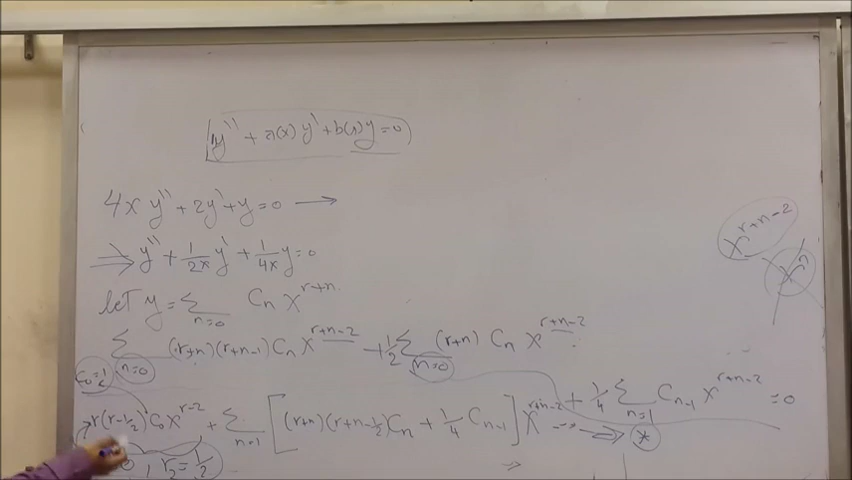 y'' + a(x) y' + b(x) y = 0
4x y'' + 2y' + y = 0 →
⇒ y'' + 1/2x y' + 1/4x y = 0
x^{r+n-2}
x^n
let y = Σ_{n=0} C_n x^{r+n}
Σ_{n=0} (r+n)(r+n-1) C_n x^{r+n-2} + 1/2 Σ_{n=0} (r+n) C_n x^{r+n-2}
+ 1/4 Σ_{n=1} C_{n-1} x^{r+n-2} = 0
r(r-1/2) C_0 x^{r-2} + Σ_{n=1} [(r+n)(r+n-1/2) C_n + 1/4 C_{n-1}] x^{r+n-2} ⇒ *
0 , r_2 = 1/2